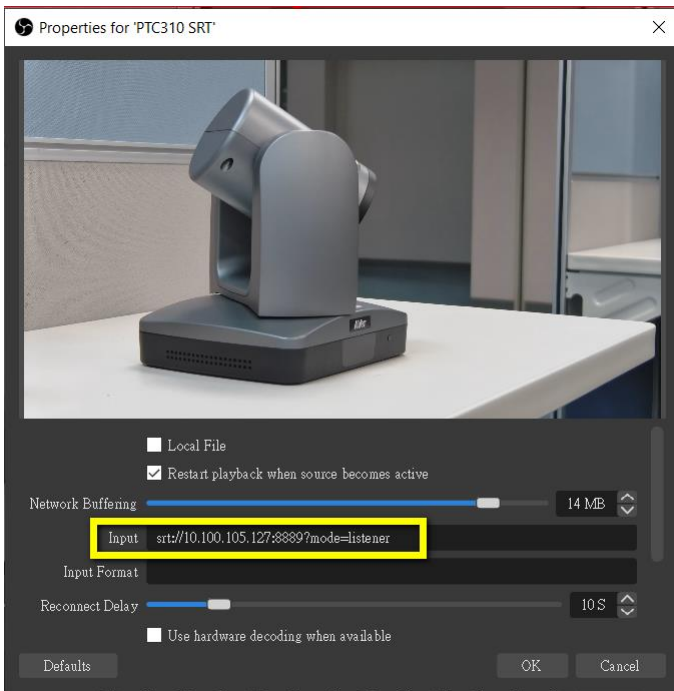 Properties for 'PTC310 SRT'
Local File
Restart playback when source becomes active
Network Buffering 14 MB
Input srt://10.100.105.127:8889?mode=listener
Input Format
Reconnect Delay 10 S
Use hardware decoding when available
Defaults OK Cancel